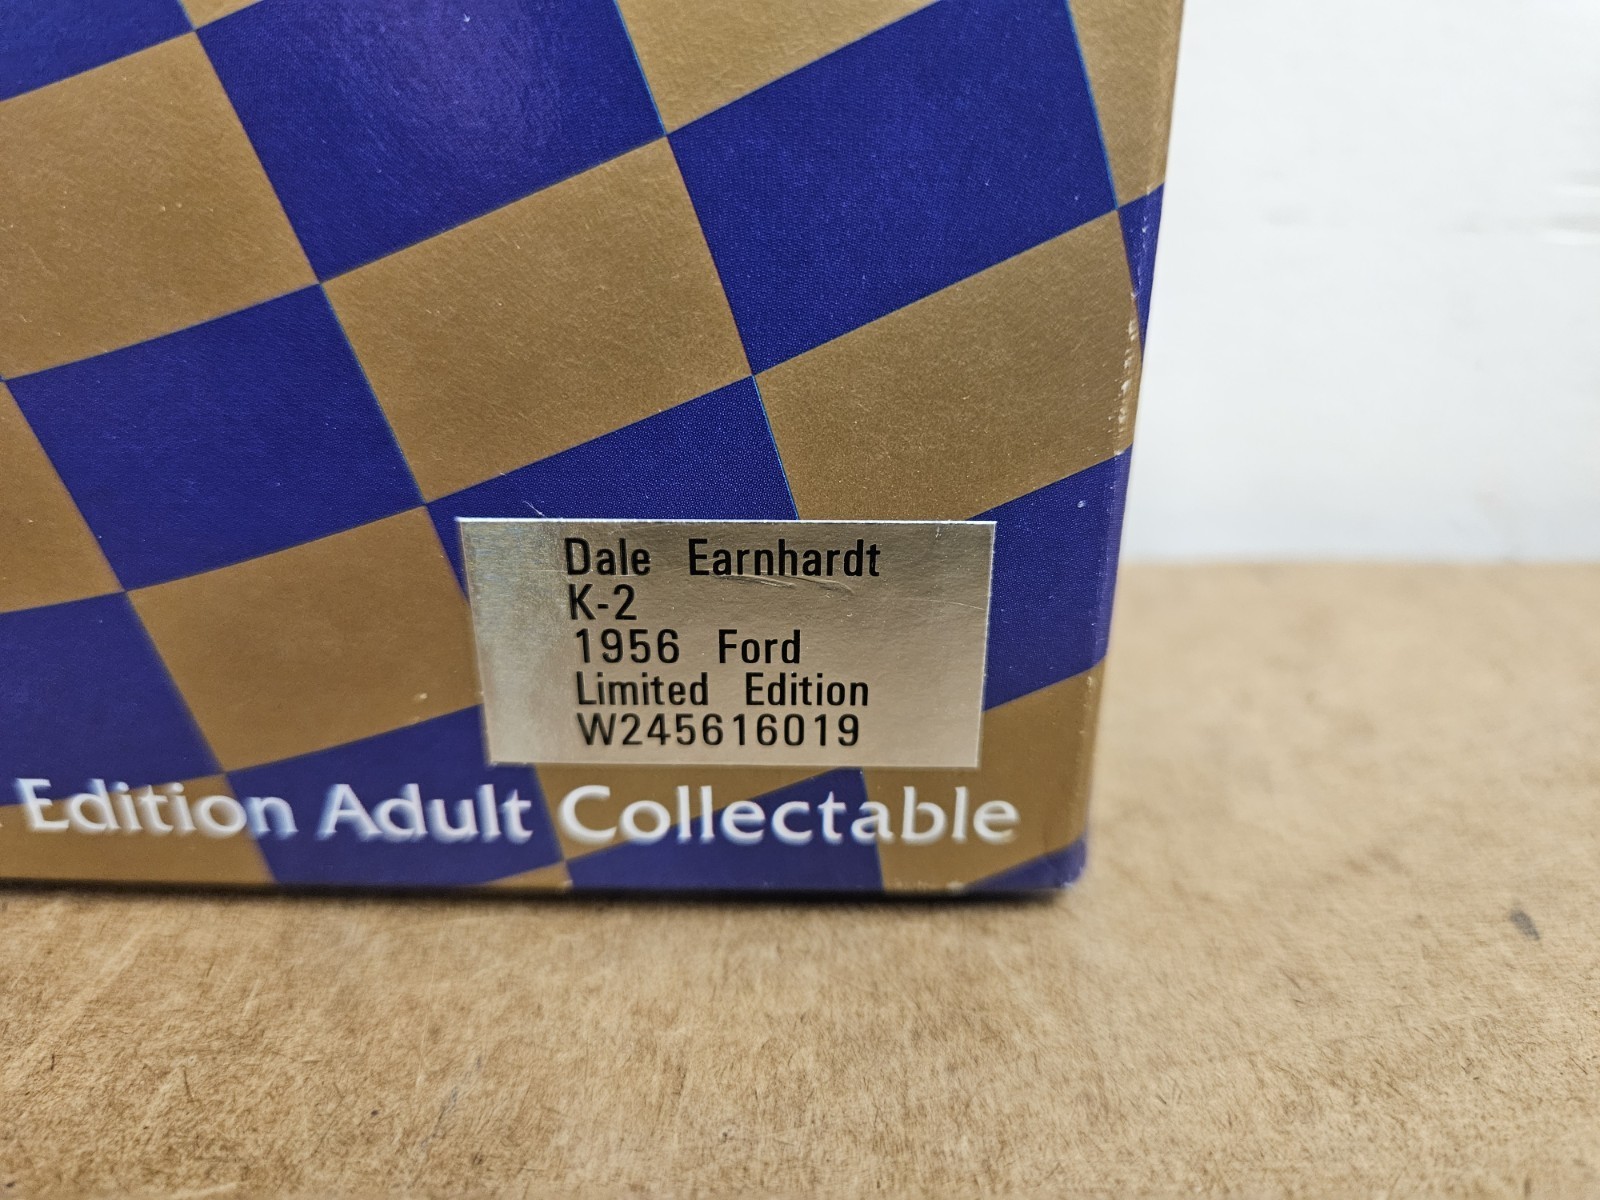 Dale Earnhardt
K-2
1956 Ford
Limited Edition
W245616019
Edition Adult Collectable